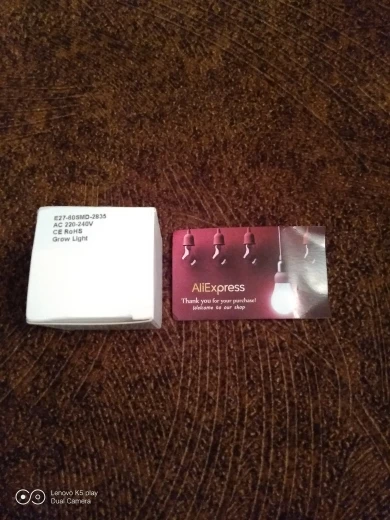 E27-60SMD-2835
AC 220-240V
CE RoHS
Grow Light
AliExpress
Thank you for your purchase!
Welcome to our shop
Lenovo K5 play
Dual Camera